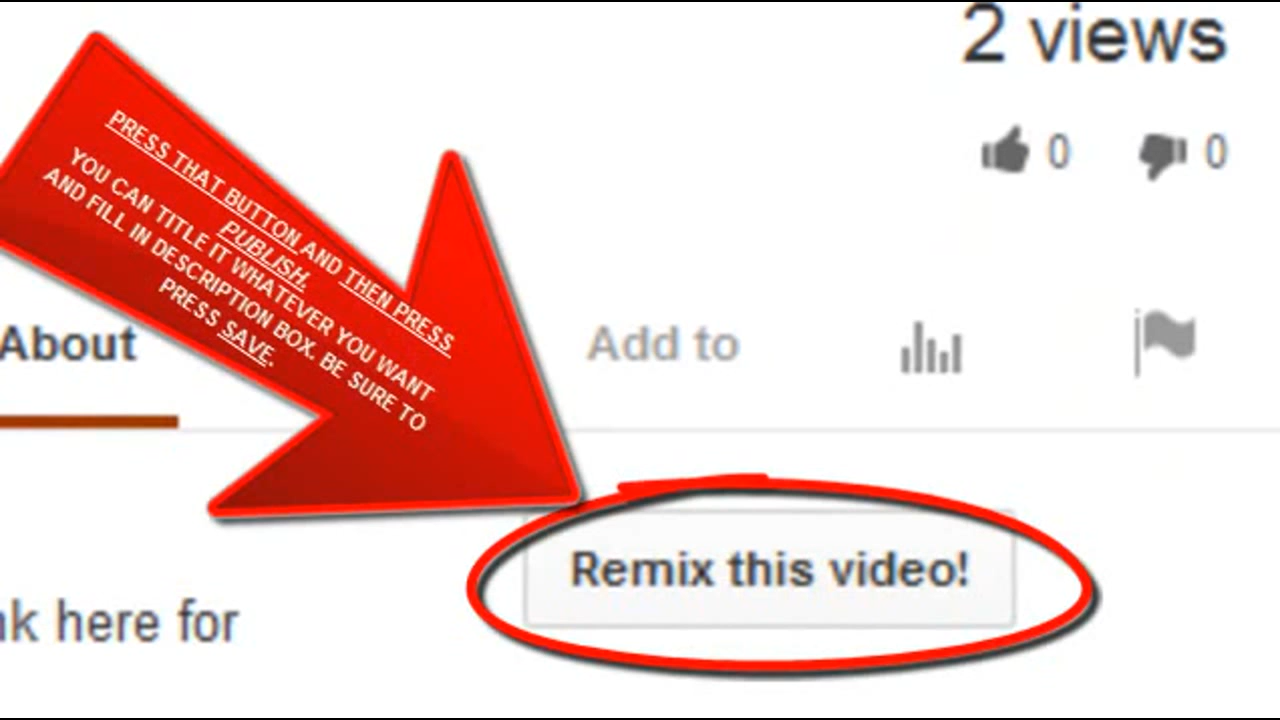 2 views
0 0
PRESS THAT BUTTON AND THEN PRESS
PUBLISH.
YOU CAN TITLE IT WHATEVER YOU WANT
AND FILL IN DESCRIPTION BOX. BE SURE TO
PRESS SAVE.
About Add to
Remix this video!
nk here for